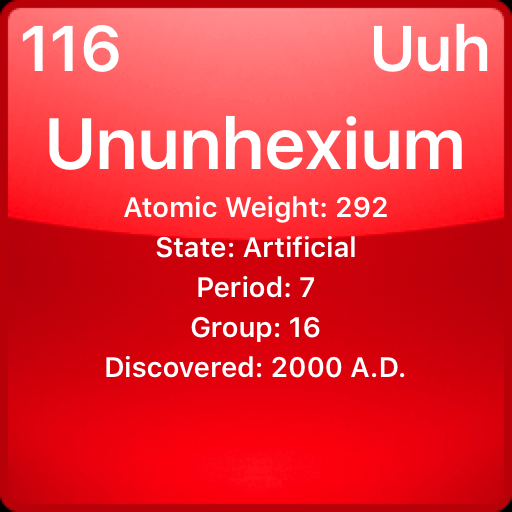 116 Uuh
Ununhexium
Atomic Weight: 292
State: Artificial
Period: 7
Group: 16
Discovered: 2000 A.D.